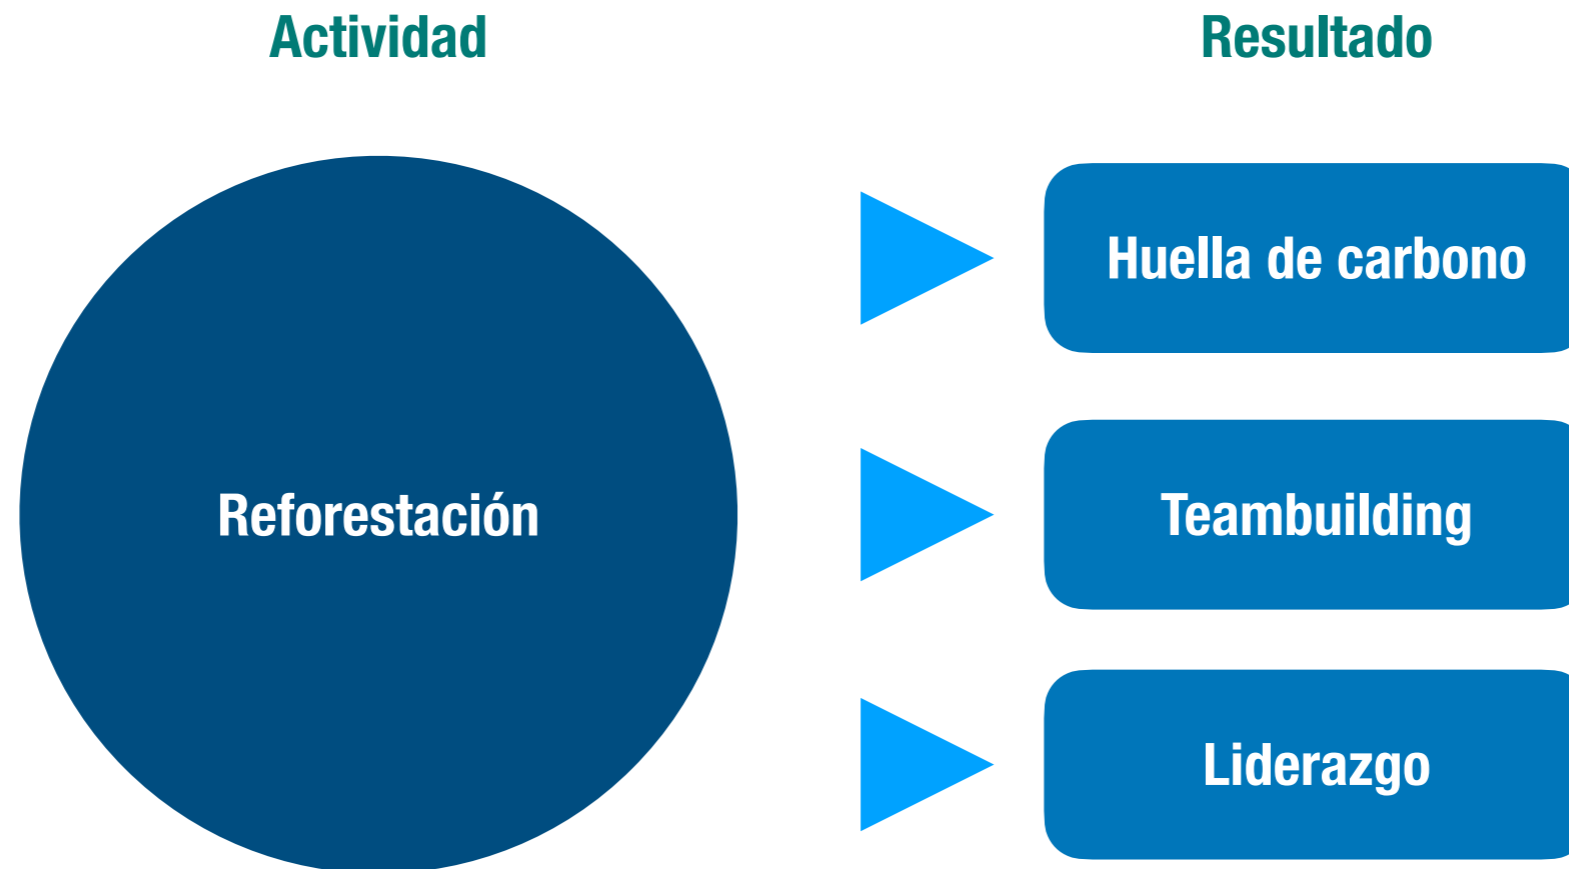 Actividad
Resultado
Reforestación
Huella de carbono
Teambuilding
Liderazgo